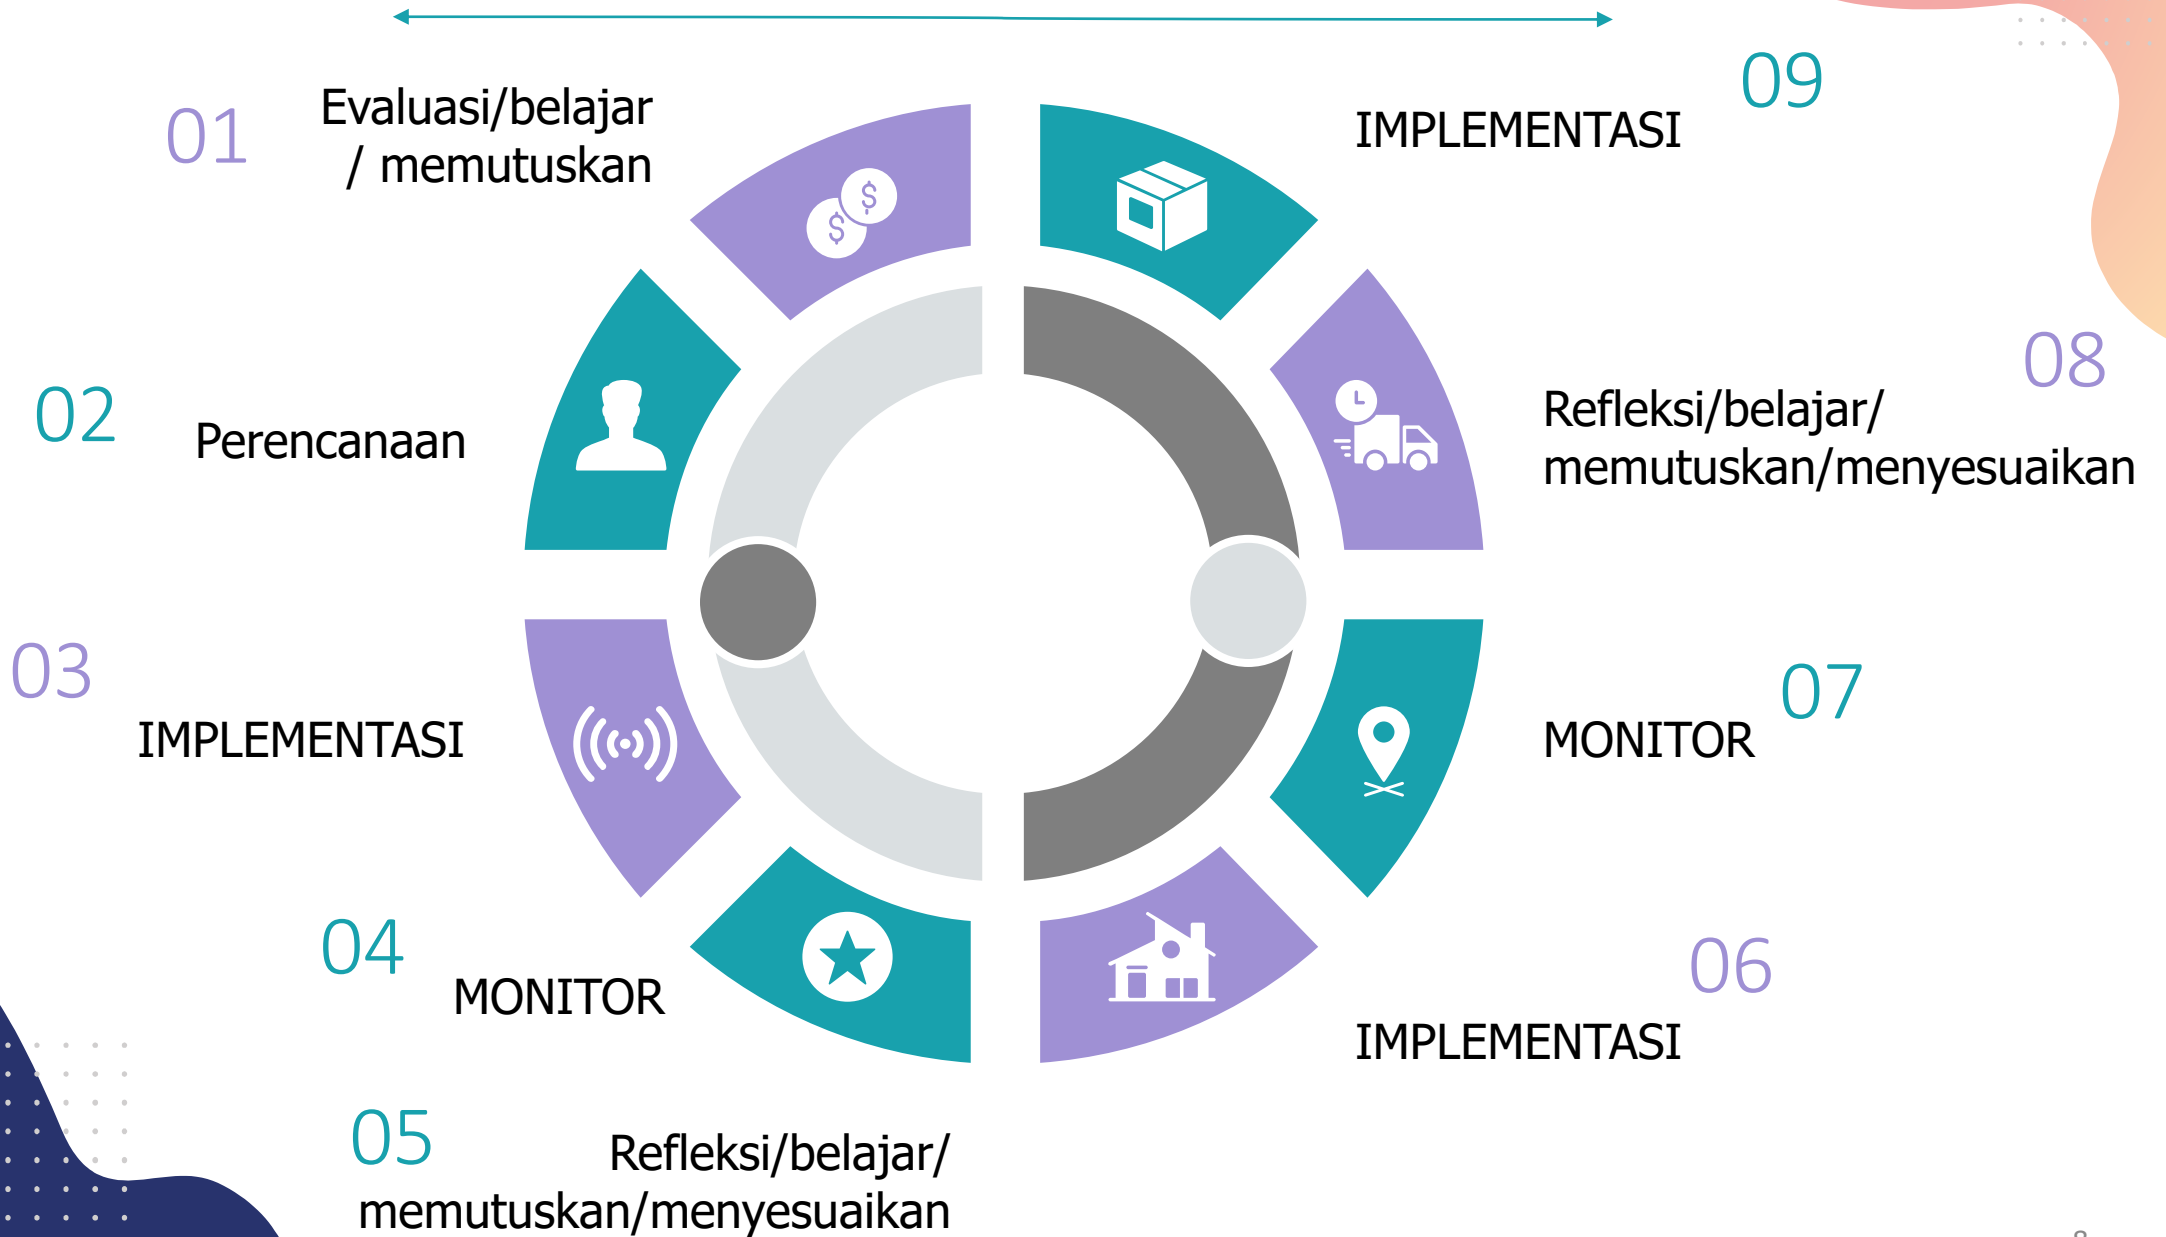 01
Evaluasi/belajar
/ memutuskan
02
Perencanaan
03
IMPLEMENTASI
04
MONITOR
05
Refleksi/belajar/
memutuskan/menyesuaikan
06
IMPLEMENTASI
07
MONITOR
08
Refleksi/belajar/
memutuskan/menyesuaikan
09
IMPLEMENTASI
$
$